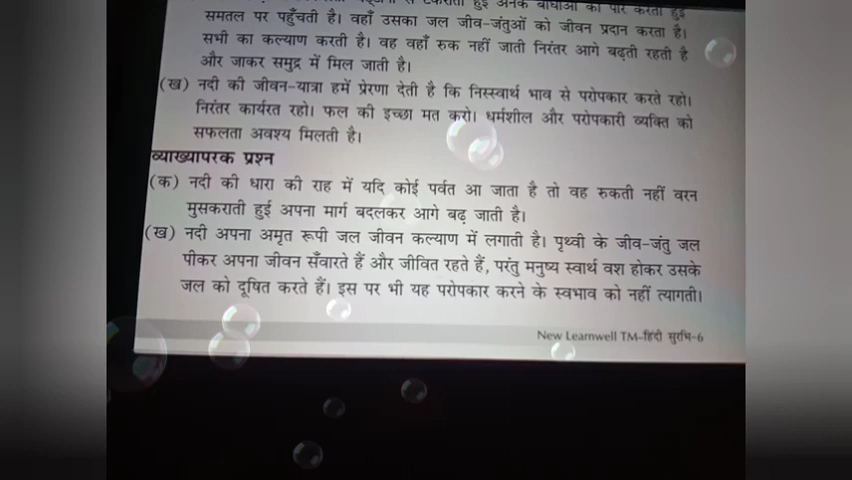 टकराती हुई अनेक बाधाओं को पार करती हुई
समतल पर पहुँचती है। वहाँ उसका जल जीव-जंतुओं को जीवन प्रदान करता है।
सभी का कल्याण करती है। वह वहाँ रुक नहीं जाती निरंतर आगे बढ़ती रहती है
और जाकर समुद्र में मिल जाती है।
(ख) नदी की जीवन-यात्रा हमें प्रेरणा देती है कि निस्स्वार्थ भाव से परोपकार करते रहो।
निरंतर कार्यरत रहो। फल की इच्छा मत करो। धर्मशील और परोपकारी व्यक्ति को
सफलता अवश्य मिलती है।
व्याख्यापरक प्रश्न
(क) नदी की धारा की राह में यदि कोई पर्वत आ जाता है तो वह रुकती नहीं वरन
मुसकराती हुई अपना मार्ग बदलकर आगे बढ़ जाती है।
(ख) नदी अपना अमृत रूपी जल जीवन कल्याण में लगाती है। पृथ्वी के जीव-जंतु जल
पीकर अपना जीवन सँवारते हैं और जीवित रहते हैं, परंतु मनुष्य स्वार्थ वश होकर उसके
जल को दूषित करते हैं। इस पर भी यह परोपकार करने के स्वभाव को नहीं त्यागती।
New Learnwell TM-हिंदी सुरभि-6